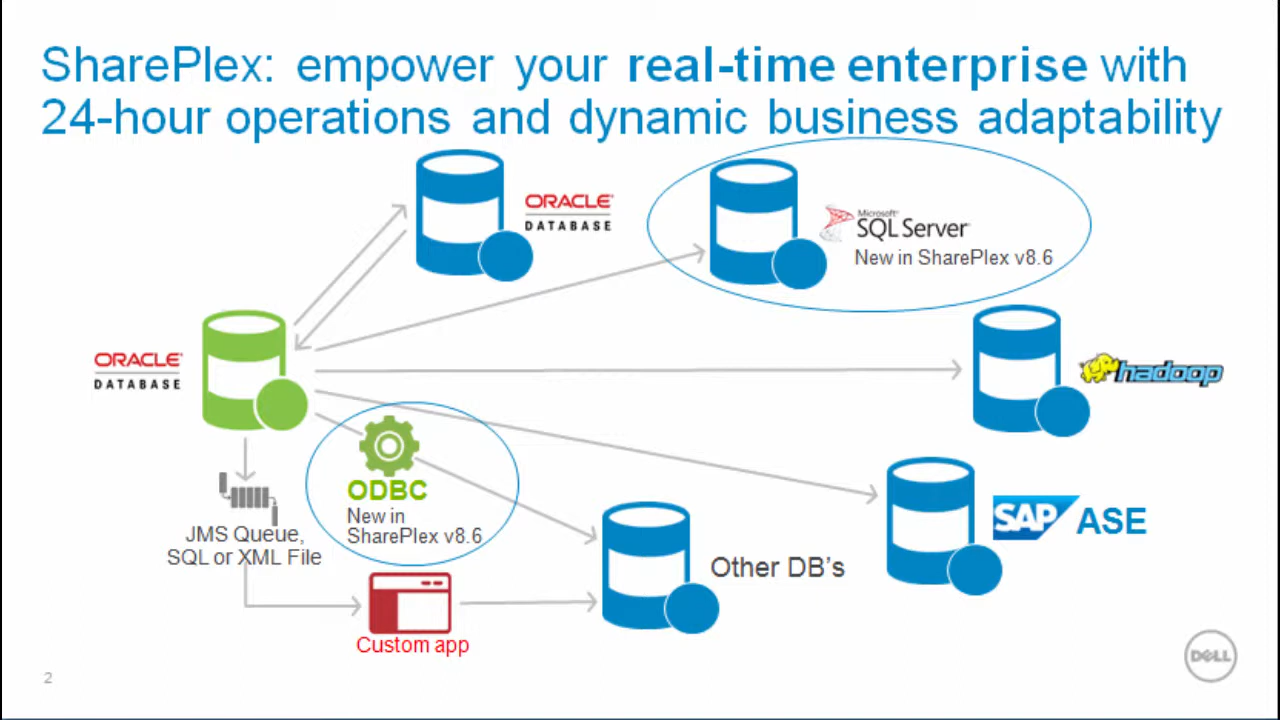 SharePlex: empower your real-time enterprise with
24-hour operations and dynamic business adaptability
ORACLE
DATABASE
Microsoft
SQL Server
New in SharePlex v8.6
ORACLE
DATABASE
hadoop
ODBC
New in
SharePlex v8.6
JMS Queue,
SQL or XML File
SAP ASE
Other DB's
Custom app
2
DELL